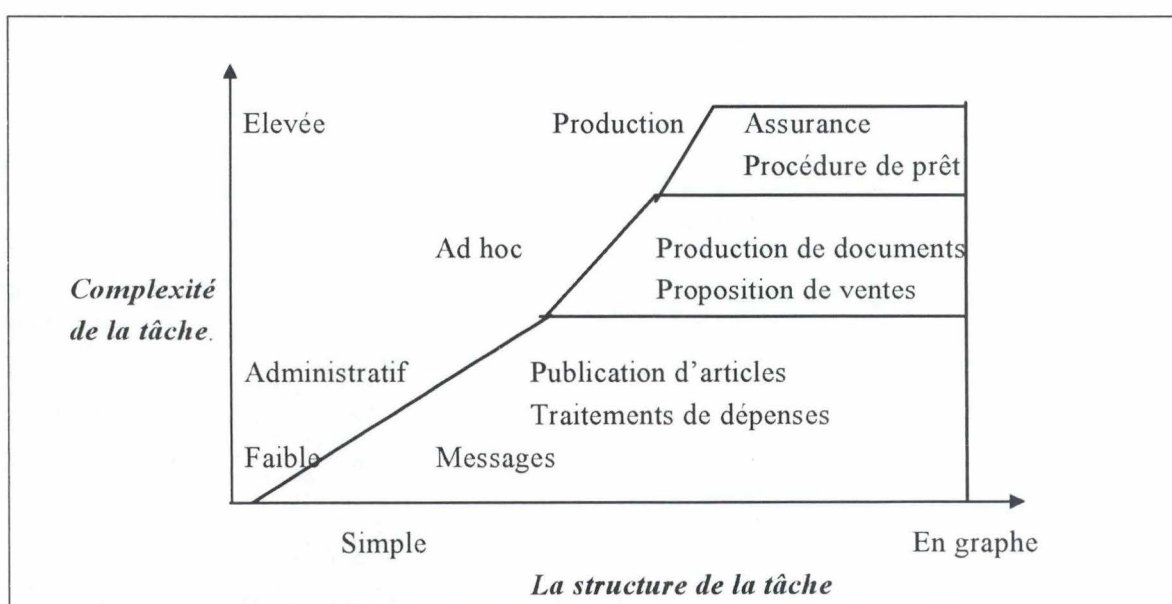 Elevée Production Assurance
Procédure de prêt
Ad hoc Production de documents
Complexité Proposition de ventes
de la tâche.
Administratif Publication d’articles
Traitements de dépenses
Faible Messages
Simple En graphe
La structure de la tâche